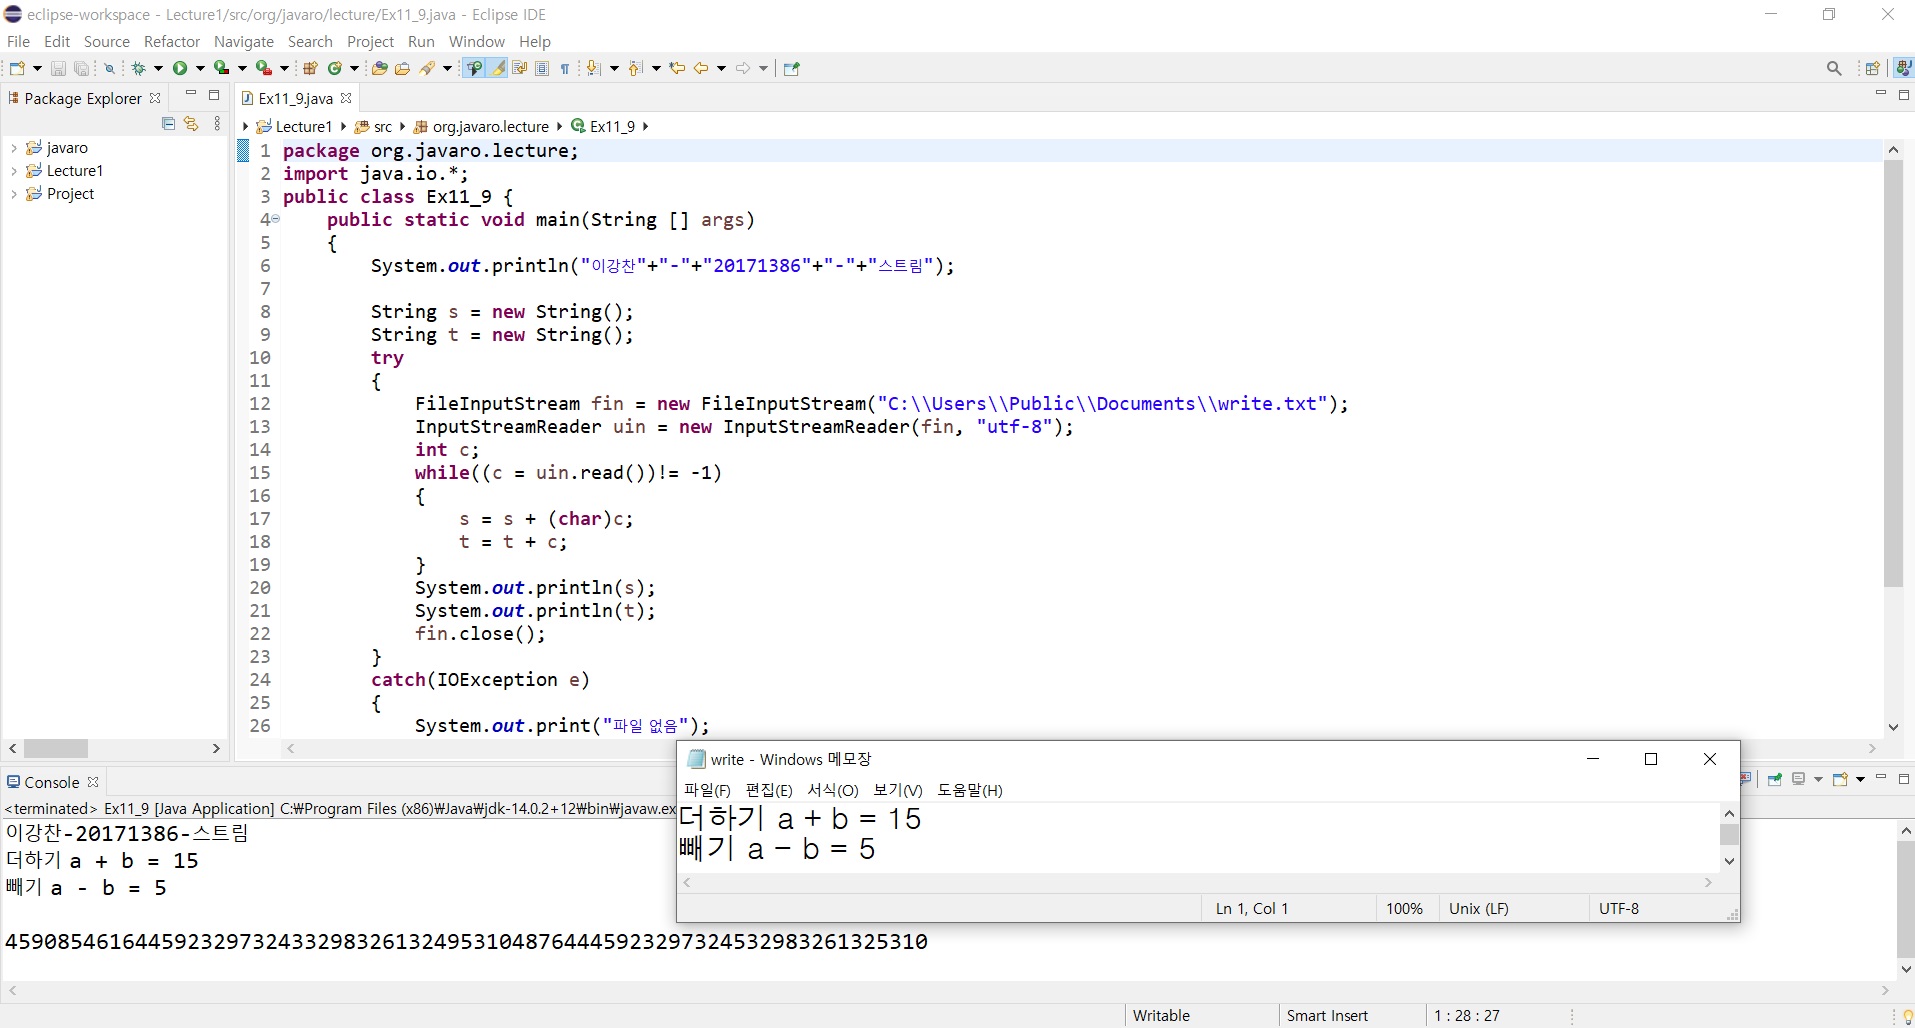 eclipse-workspace - Lecture1/src/org/javaro/lecture/Ex11_9.java - Eclipse IDE
File Edit Source Refactor Navigate Search Project Run Window Help
Package Explorer
Ex11_9.java
Lecture1 src org.javaro.lecture Ex11_9
javaro
Lecture1
Project
1 package org.javaro.lecture;
2 import java.io.*;
3 public class Ex11_9 {
4 public static void main(String [] args)
5 {
6 System.out.println("이강찬"+"-"+"20171386"+"-"+"스트림");
7
8 String s = new String();
9 String t = new String();
10 try
11 {
12 FileInputStream fin = new FileInputStream("C:\\Users\\Public\\Documents\\write.txt");
13 InputStreamReader uin = new InputStreamReader(fin, "utf-8");
14 int c;
15 while((c = uin.read())!= -1)
16 {
17 s = s + (char)c;
18 t = t + c;
19 }
20 System.out.println(s);
21 System.out.println(t);
22 fin.close();
23 }
24 catch(IOException e)
25 {
26 System.out.print("파일 없음");
Console
<terminated> Ex11_9 [Java Application] C:₩Program Files (x86)₩Java₩jdk-14.0.2+12₩bin₩javaw.ex
이강찬-20171386-스트림
더하기 a + b = 15
빼기 a - b = 5
45908546164459232973243329832613249531048764445923297324532983261325310
write - Windows 메모장
파일(F) 편집(E) 서식(O) 보기(V) 도움말(H)
더하기 a + b = 15
빼기 a - b = 5
Ln 1, Col 1 100% Unix (LF) UTF-8
Writable Smart Insert 1 : 28 : 27